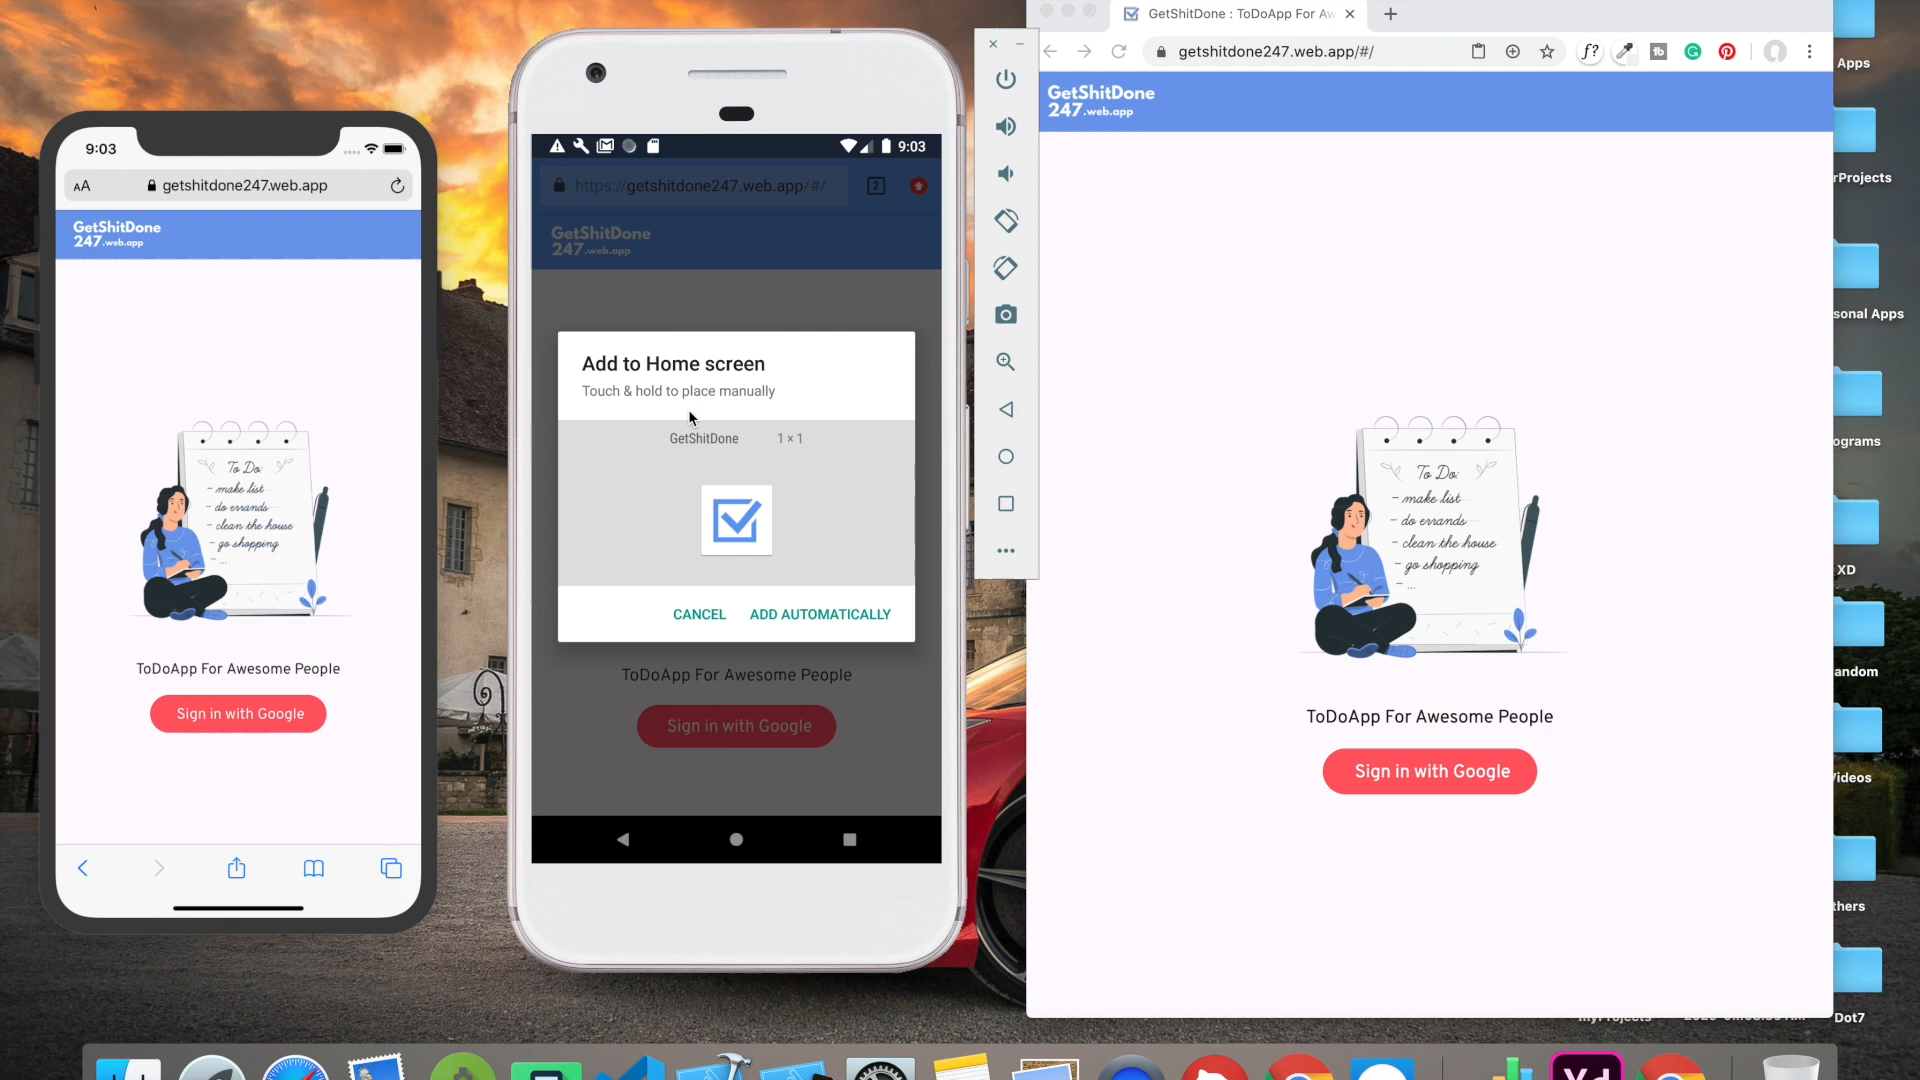 9:03
AA
getshitdone247.web.app
GetShitDone
247.web.app
To Do:
- make list
- do errands
- clean the house
- go shopping
- ...
ToDoApp For Awesome People
Sign in with Google
9:03
https://getshitdone247.web.app/#/
2
GetShitDone
247.web.app
Add to Home screen
Touch & hold to place manually
GetShitDone 1 × 1
CANCEL ADD AUTOMATICALLY
ToDoApp For Awesome People
Sign in with Google
GetShitDone : ToDoApp For Aw
getshitdone247.web.app/#/
f?
GetShitDone
247.web.app
To Do:
- make list
- do errands
- clean the house
- go shopping
- ...
ToDoApp For Awesome People
Sign in with Google
Apps
rProjects
sonal Apps
ograms
XD
andom
Videos
thers
Dot7
myProjects
Xd